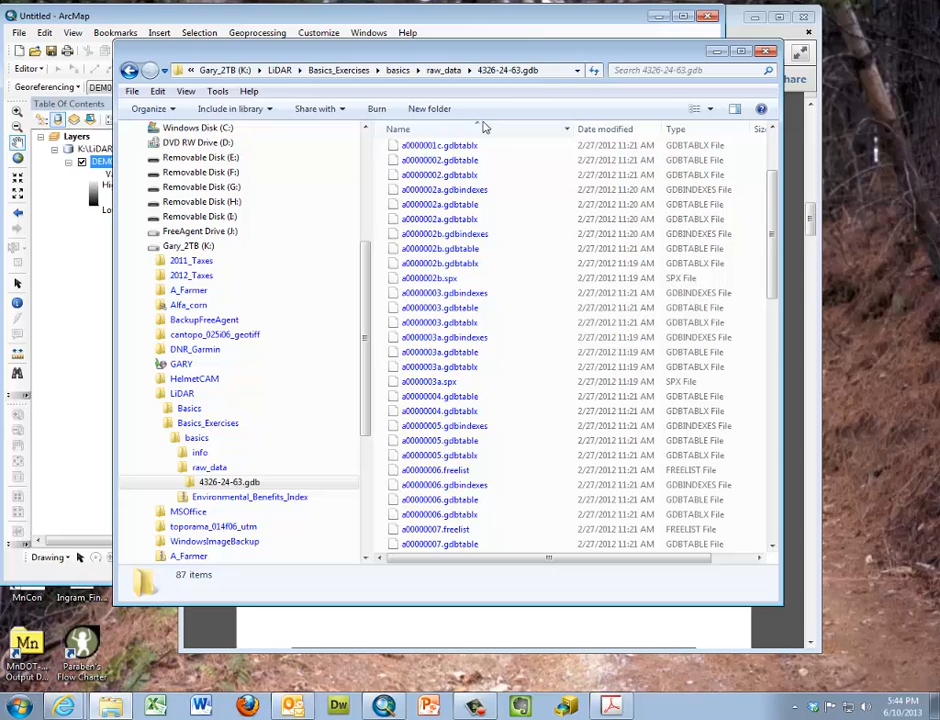 Untitled - ArcMap
File Edit View Bookmarks Insert Selection Geoprocessing Customize Windows Help
Editor
Georeferencing
Table Of Contents
Layers
K:\LiDAR
DEM0
Va
Hig
Lo
Drawing
hare
« Gary_2TB (K:) LiDAR Basics_Exercises basics raw_data 4326-24-63.gdb
Search 4326-24-63.gdb
File Edit View Tools Help
Organize Include in library Share with Burn New folder
Windows Disk (C:)
DVD RW Drive (D:)
Removable Disk (E:)
Removable Disk (F:)
Removable Disk (G:)
Removable Disk (H:)
Removable Disk (I:)
FreeAgent Drive (J:)
Gary_2TB (K:)
2011_Taxes
2012_Taxes
A_Farmer
Alfa_corn
BackupFreeAgent
cantopo_025i06_geotiff
DNR_Garmin
GARY
HelmetCAM
LiDAR
Basics
Basics_Exercises
basics
info
raw_data
4326-24-63.gdb
Environmental_Benefits_Index
MSOffice
toporama_014f06_utm
WindowsImageBackup
A_Farmer
Name Date modified Type Siz
a0000001c.gdbtablx 2/27/2012 11:21 AM GDBTABLX File
a0000002.gdbtable 2/27/2012 11:21 AM GDBTABLE File
a0000002.gdbtablx 2/27/2012 11:21 AM GDBTABLX File
a0000002a.gdbindexes 2/27/2012 11:20 AM GDBINDEXES File
a0000002a.gdbtable 2/27/2012 11:20 AM GDBTABLE File
a0000002a.gdbtablx 2/27/2012 11:20 AM GDBTABLX File
a0000002b.gdbindexes 2/27/2012 11:20 AM GDBINDEXES File
a0000002b.gdbtable 2/27/2012 11:19 AM GDBTABLE File
a0000002b.gdbtablx 2/27/2012 11:19 AM GDBTABLX File
a0000002b.spx 2/27/2012 11:19 AM SPX File
a0000003.gdbindexes 2/27/2012 11:21 AM GDBINDEXES File
a0000003.gdbtable 2/27/2012 11:21 AM GDBTABLE File
a0000003.gdbtablx 2/27/2012 11:21 AM GDBTABLX File
a0000003a.gdbindexes 2/27/2012 11:19 AM GDBINDEXES File
a0000003a.gdbtable 2/27/2012 11:19 AM GDBTABLE File
a0000003a.gdbtablx 2/27/2012 11:19 AM GDBTABLX File
a0000003a.spx 2/27/2012 11:19 AM SPX File
a00000004.gdbtable 2/27/2012 11:21 AM GDBTABLE File
a00000004.gdbtablx 2/27/2012 11:21 AM GDBTABLX File
a00000005.gdbindexes 2/27/2012 11:21 AM GDBINDEXES File
a00000005.gdbtable 2/27/2012 11:21 AM GDBTABLE File
a00000005.gdbtablx 2/27/2012 11:21 AM GDBTABLX File
a00000006.freelist 2/27/2012 11:21 AM FREELIST File
a00000006.gdbindexes 2/27/2012 11:21 AM GDBINDEXES File
a00000006.gdbtable 2/27/2012 11:21 AM GDBTABLE File
a00000006.gdbtablx 2/27/2012 11:21 AM GDBTABLX File
a00000007.freelist 2/27/2012 11:21 AM FREELIST File
a00000007.gdbtable 2/27/2012 11:21 AM GDBTABLE File
87 items
MnCon
Ingram_Fin...
MnDOT-... Output D...
Paraben's Flow Charter
5:44 PM
6/10/2013